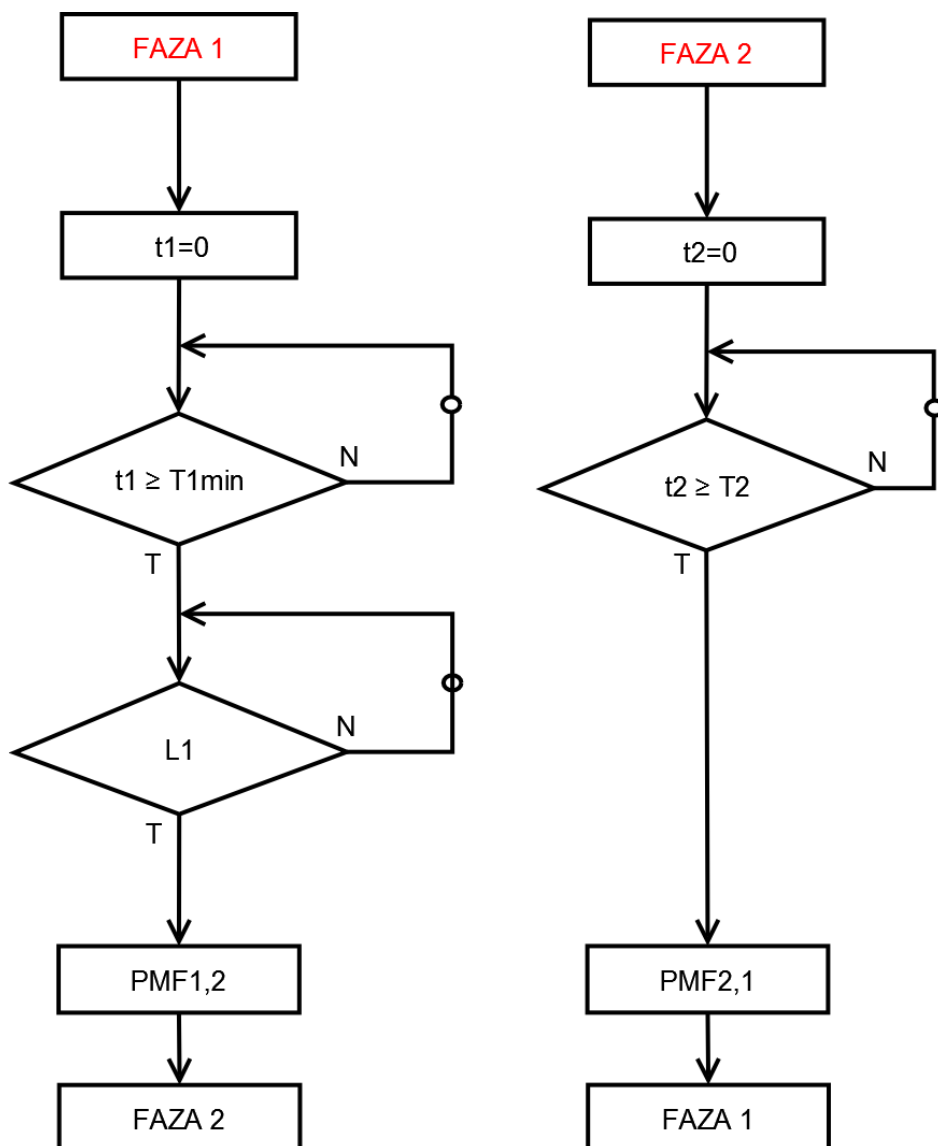 FAZA 1
t1=0
t1 ≥ T1min
N
T
L1
N
T
PMF1,2
FAZA 2
FAZA 2
t2=0
t2 ≥ T2
N
T
PMF2,1
FAZA 1